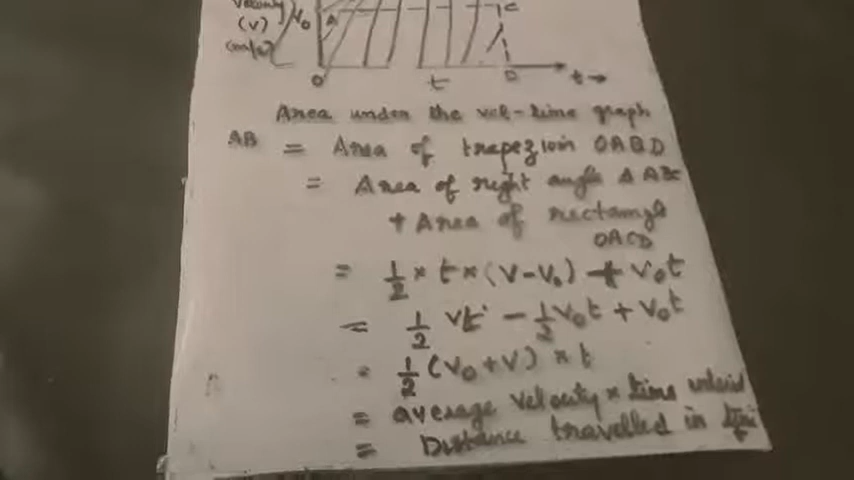 Velocity
(v) V₀ A C
(m/s)
O t D t →
Area under the vel-time graph
AB = Area of trapezion OABD
= Area of right angle Δ ABC
+ Area of rectangle
OACD
= 1/2 × t × (V - V₀) + V₀t
= 1/2 Vt - 1/2 V₀t + V₀t
= 1/2 (V₀ + V) × t
= average velocity × time
= Distance travelled in